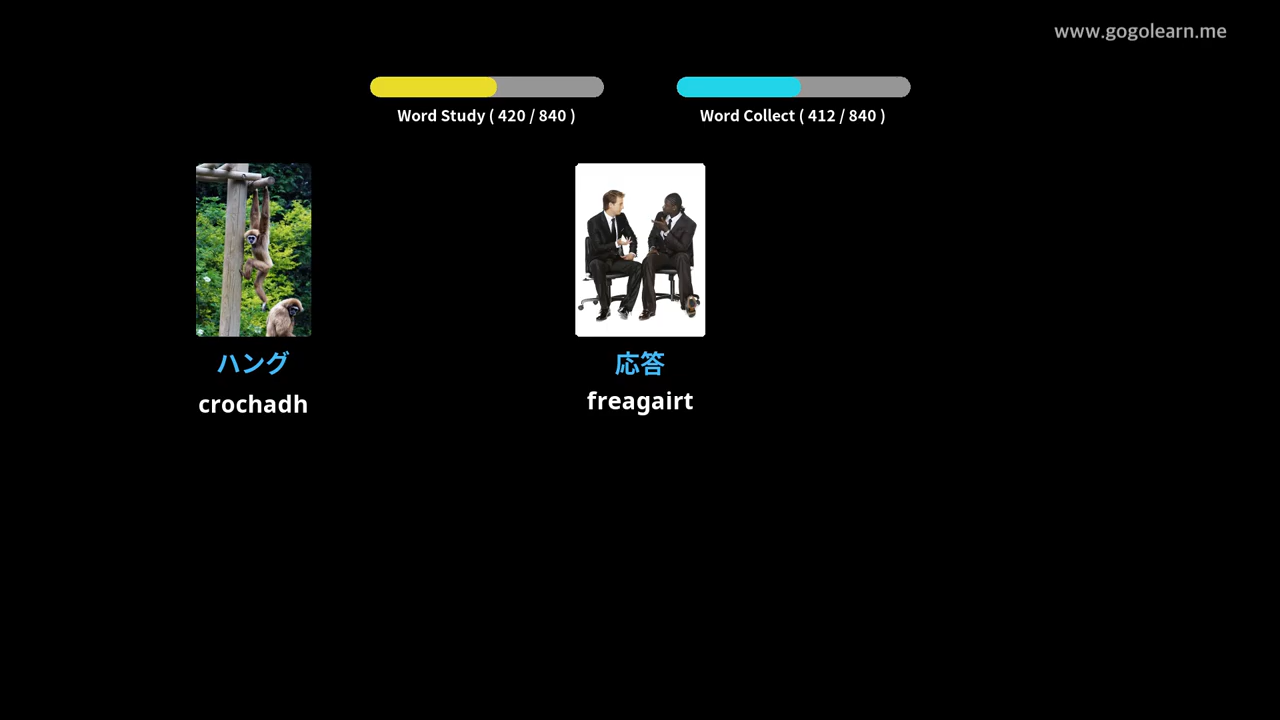 www.gogolearn.me
Word Study ( 420 / 840 )
Word Collect ( 412 / 840 )
ハング
crochadh
応答
freagairt